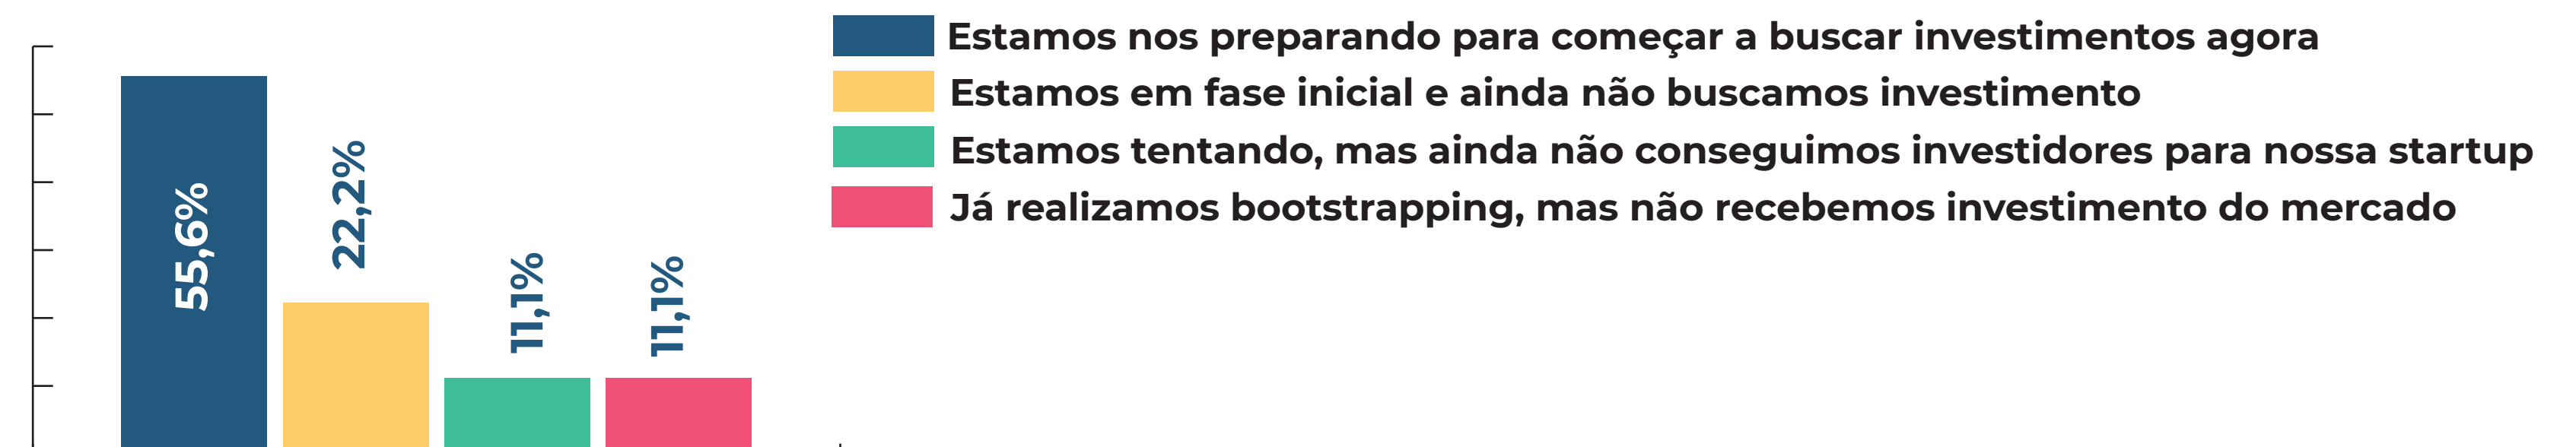 Estamos nos preparando para começar a buscar investimentos agora
Estamos em fase inicial e ainda não buscamos investimento
Estamos tentando, mas ainda não conseguimos investidores para nossa startup
Já realizamos bootstrapping, mas não recebemos investimento do mercado
55,6%
22,2%
11,1%
11,1%